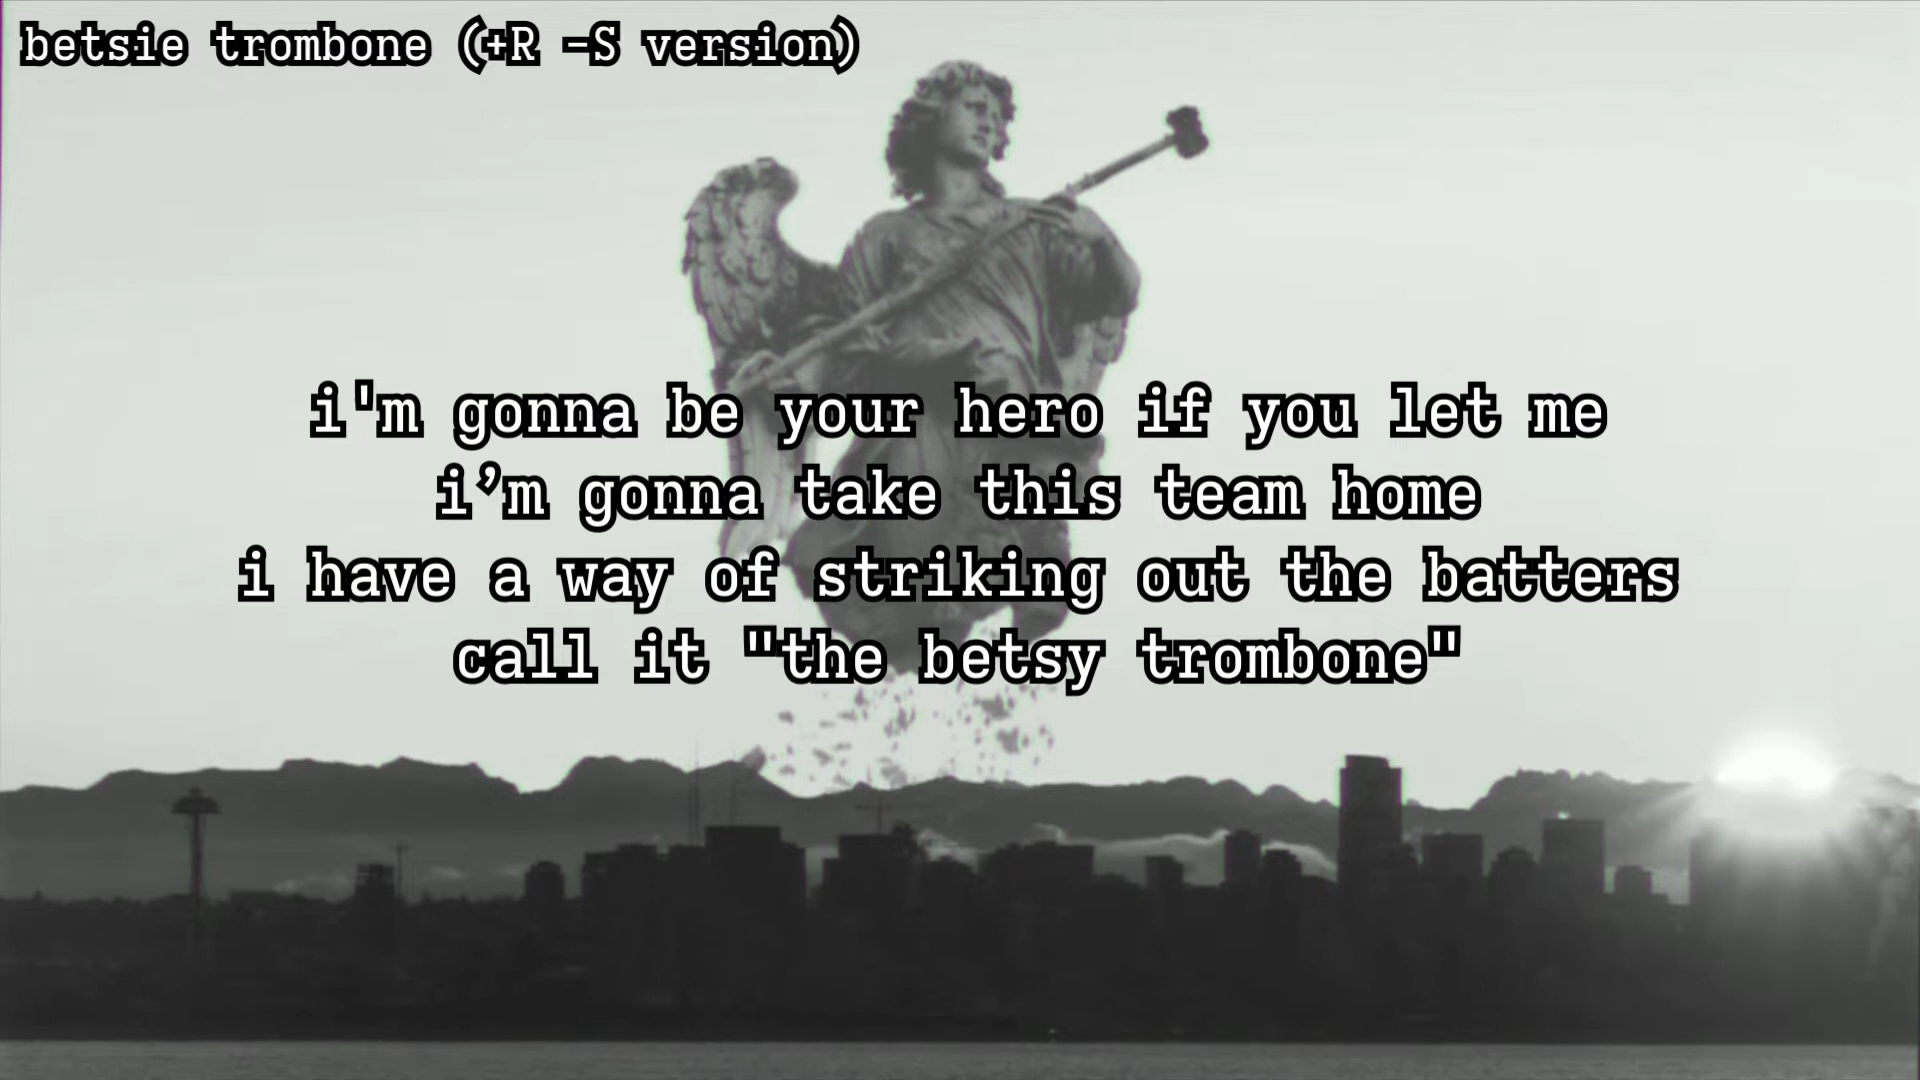 betsie trombone (+R -S version)
i'm gonna be your hero if you let me
i’m gonna take this team home
i have a way of striking out the batters
call it "the betsy trombone"